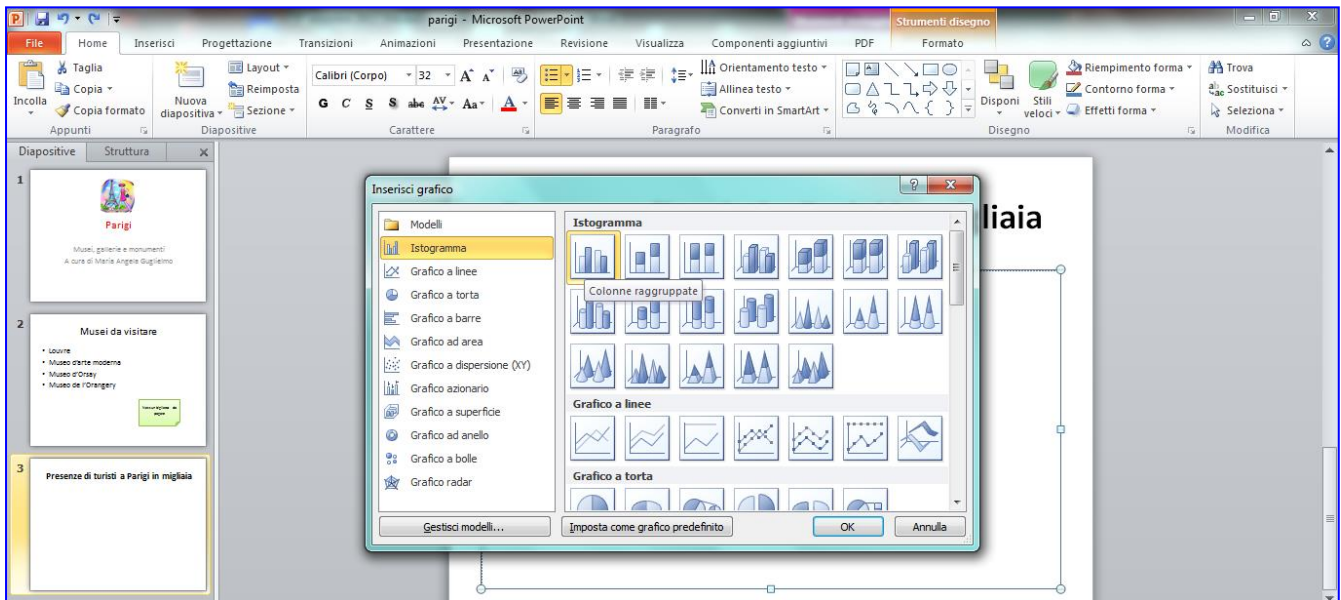 parigi - Microsoft PowerPoint
Strumenti disegno
File Home Inserisci Progettazione Transizioni Animazioni Presentazione Revisione Visualizza Componenti aggiuntivi PDF Formato
Incolla
Taglia
Copia
Copia formato
Appunti
Nuova diapositiva
Layout
Reimposta
Sezione
Diapositive
Calibri (Corpo) 32
G C S S abe AV Aa A
Carattere
Orientamento testo
Allinea testo
Converti in SmartArt
Paragrafo
Disponi
Stili veloci
Riempimento forma
Contorno forma
Effetti forma
Disegno
Trova
Sostituisci
Seleziona
Modifica
Diapositive Struttura
1
Parigi
Musei, gallerie e monumenti
A cura di Maria Angela Guglielmo
2
Musei da visitare
• Louvre
• Museo d'arte moderna
• Museo d'Orsay
• Museo de l'Orangery
3
Presenze di turisti a Parigi in migliaia
liaia
Inserisci grafico
Modelli
Istogramma
Grafico a linee
Grafico a torta
Grafico a barre
Grafico ad area
Grafico a dispersione (XY)
Grafico azionario
Grafico a superficie
Grafico ad anello
Grafico a bolle
Grafico radar
Istogramma
Colonne raggruppate
Grafico a linee
Grafico a torta
Gestisci modelli...
Imposta come grafico predefinito
OK
Annulla